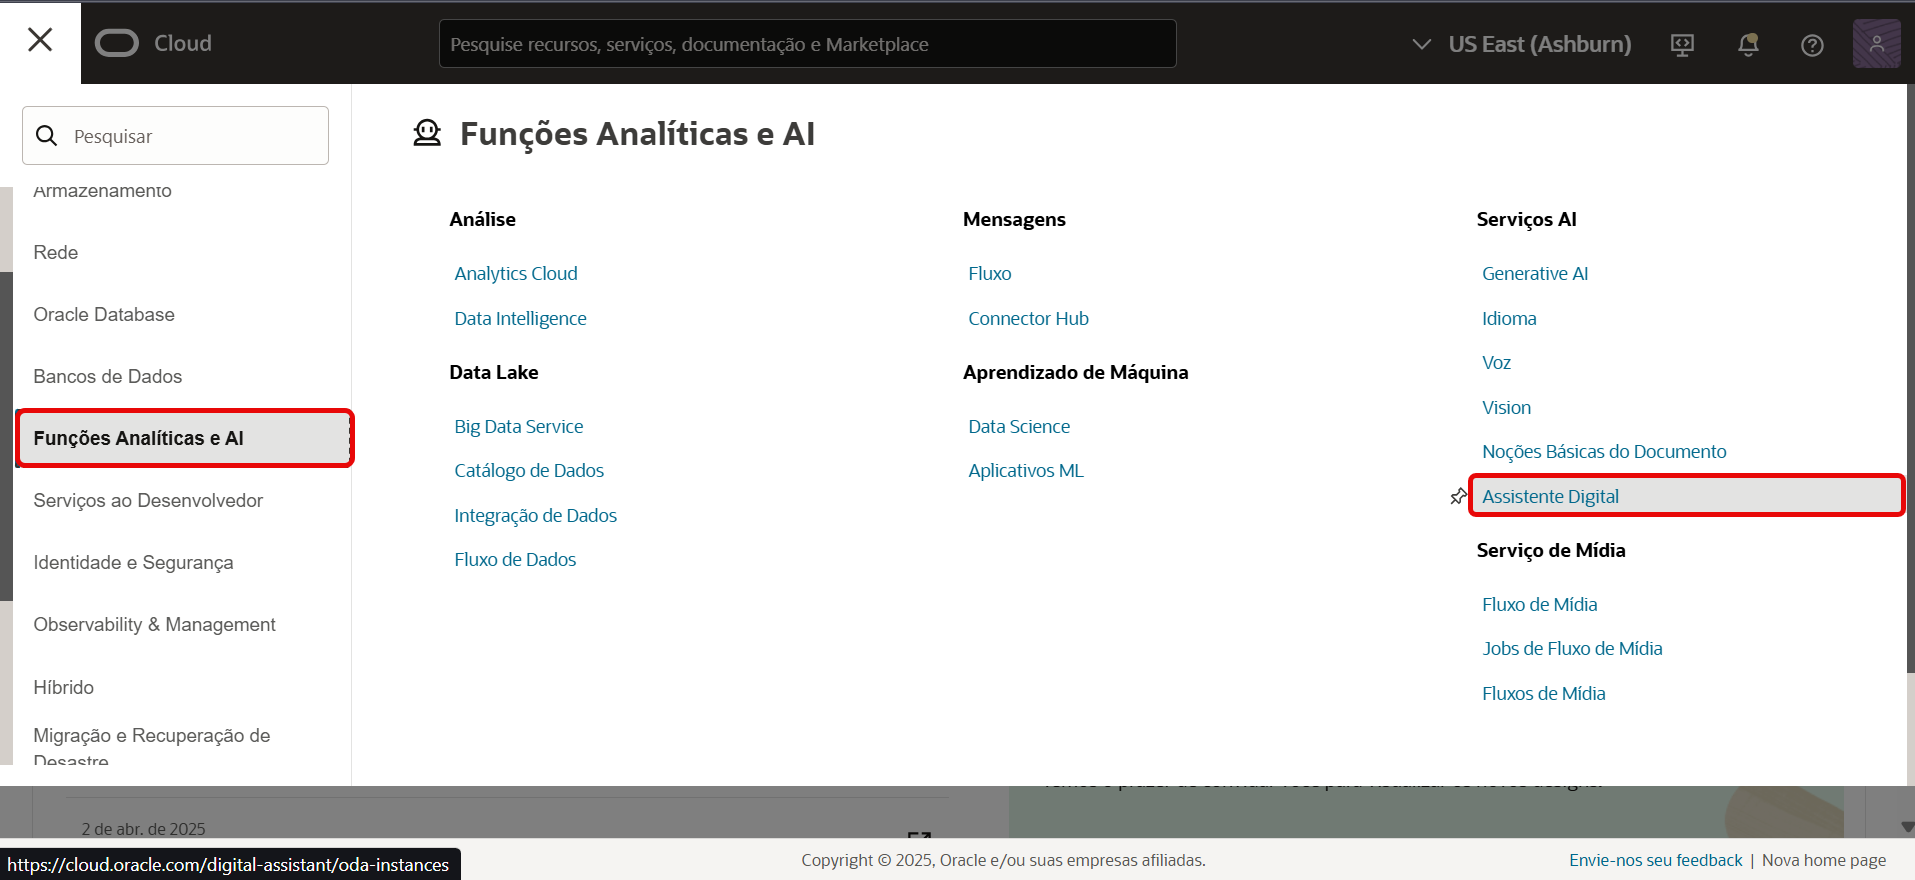 Cloud
Pesquise recursos, serviços, documentação e Marketplace
US East (Ashburn)
Pesquisar
Armazenamento
Rede
Oracle Database
Bancos de Dados
Funções Analíticas e AI
Serviços ao Desenvolvedor
Identidade e Segurança
Observability & Management
Híbrido
Migração e Recuperação de
Desastre
Funções Analíticas e AI
Análise
Analytics Cloud
Data Intelligence
Data Lake
Big Data Service
Catálogo de Dados
Integração de Dados
Fluxo de Dados
Mensagens
Fluxo
Connector Hub
Aprendizado de Máquina
Data Science
Aplicativos ML
Serviços AI
Generative AI
Idioma
Voz
Vision
Noções Básicas do Documento
Assistente Digital
Serviço de Mídia
Fluxo de Mídia
Jobs de Fluxo de Mídia
Fluxos de Mídia
2 de abr. de 2025
https://cloud.oracle.com/digital-assistant/oda-instances
Copyright © 2025, Oracle e/ou suas empresas afiliadas.
Envie-nos seu feedback | Nova home page